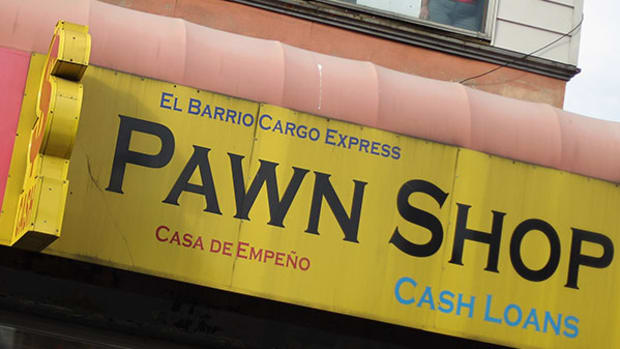 El Barrio Cargo Express
Pawn Shop
Casa de Empeño
Cash Loans